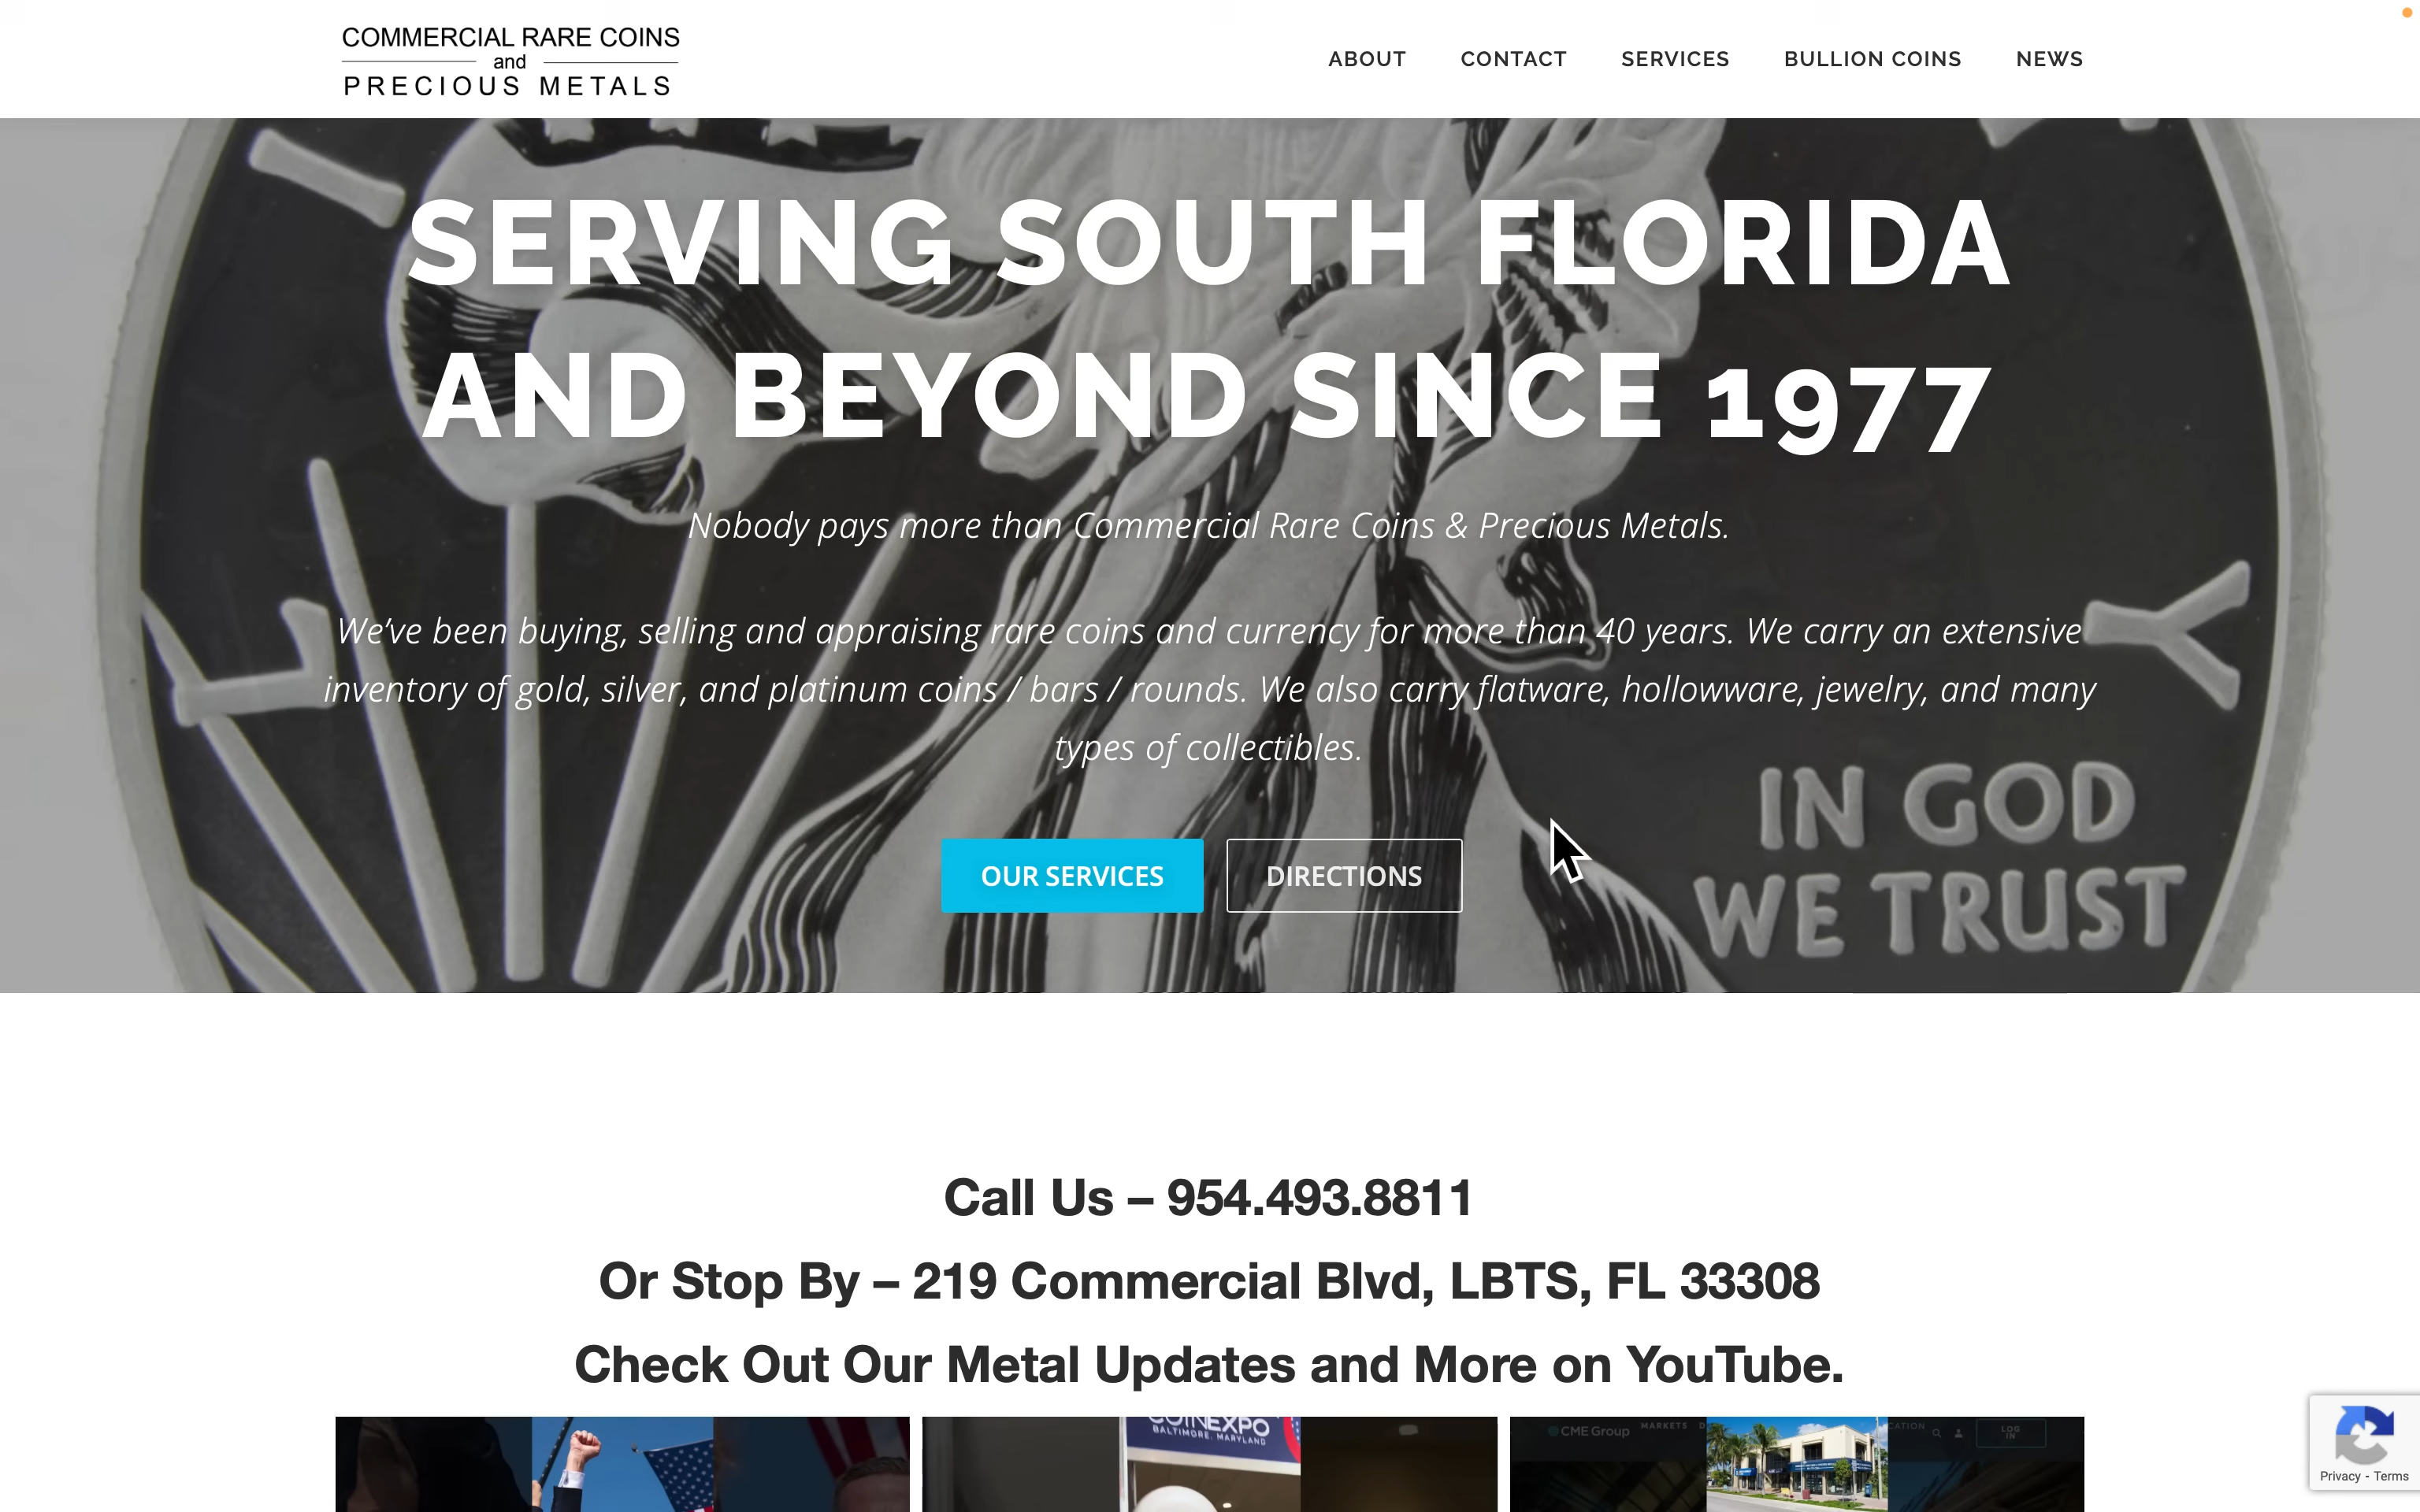 COMMERCIAL RARE COINS
and
PRECIOUS METALS
ABOUT CONTACT SERVICES BULLION COINS NEWS
SERVING SOUTH FLORIDA
AND BEYOND SINCE 1977
Nobody pays more than Commercial Rare Coins & Precious Metals.
We've been buying, selling and appraising rare coins and currency for more than 40 years. We carry an extensive
inventory of gold, silver, and platinum coins / bars / rounds. We also carry flatware, hollowware, jewelry, and many
types of collectibles.
OUR SERVICES DIRECTIONS
L I Y
IN GOD
WE TRUST
Call Us – 954.493.8811
Or Stop By – 219 Commercial Blvd, LBTS, FL 33308
Check Out Our Metal Updates and More on YouTube.
COINEXPO
BALTIMORE, MARYLAND
CME Group MARKETS
LOG
IN
Privacy - Terms